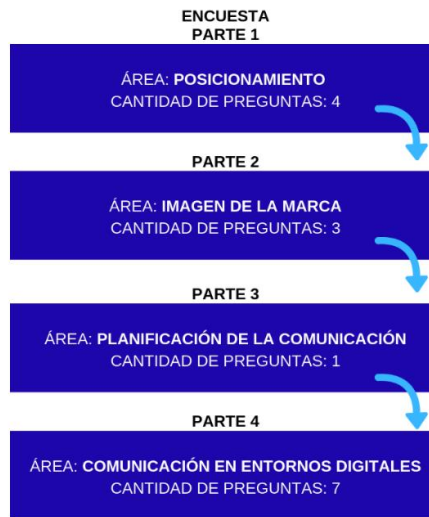 ENCUESTA
PARTE 1
ÁREA: POSICIONAMIENTO
CANTIDAD DE PREGUNTAS: 4
PARTE 2
ÁREA: IMAGEN DE LA MARCA
CANTIDAD DE PREGUNTAS: 3
PARTE 3
ÁREA: PLANIFICACIÓN DE LA COMUNICACIÓN
CANTIDAD DE PREGUNTAS: 1
PARTE 4
ÁREA: COMUNICACIÓN EN ENTORNOS DIGITALES
CANTIDAD DE PREGUNTAS: 7